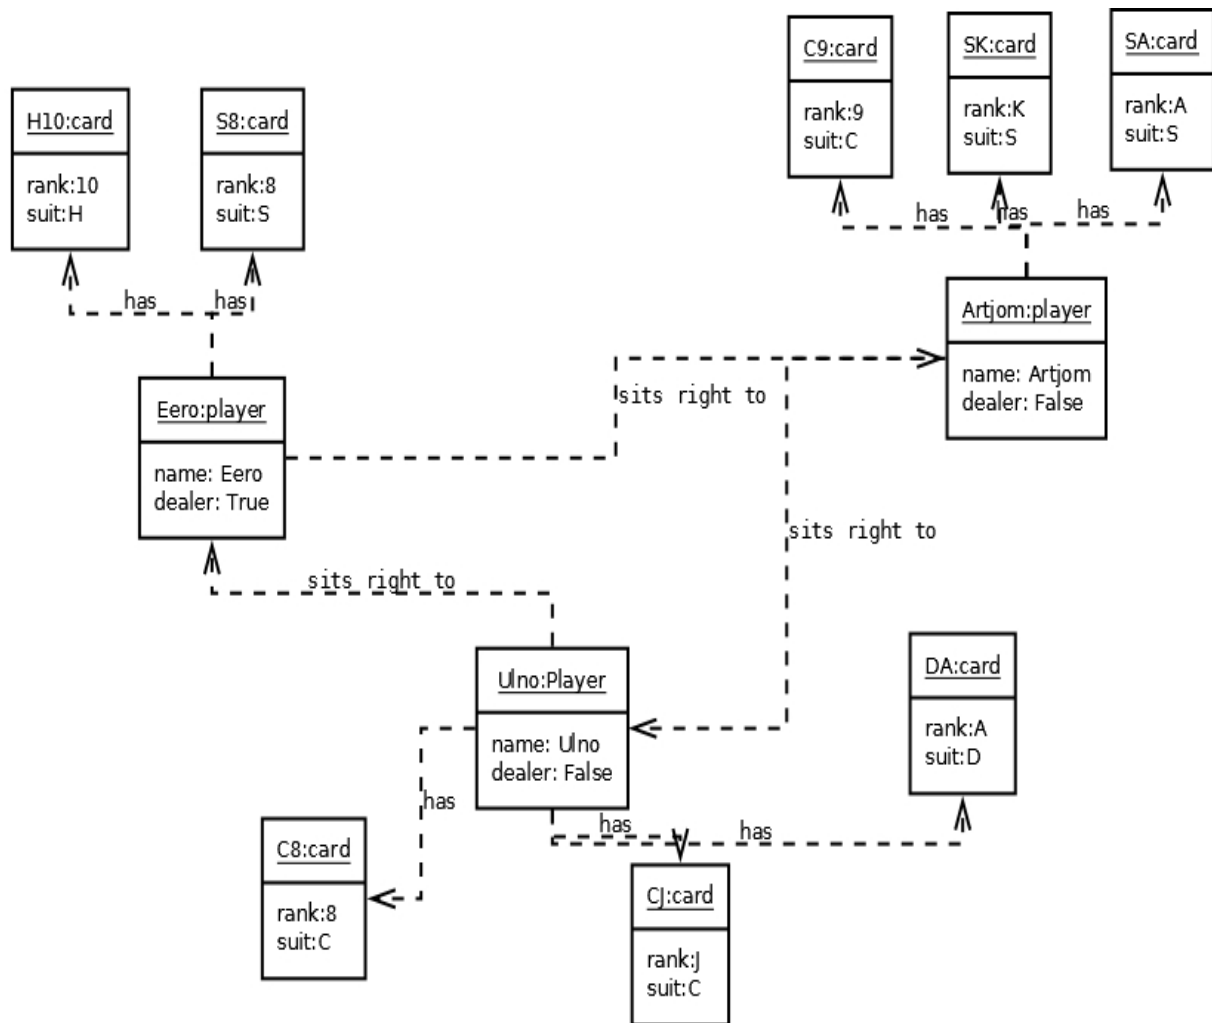 C9:card
rank:9
suit:C
SK:card
rank:K
suit:S
SA:card
rank:A
suit:S
H10:card
rank:10
suit:H
S8:card
rank:8
suit:S
has
has
has
has
has
Artjom:player
name: Artjom
dealer: False
Eero:player
name: Eero
dealer: True
sits right to
sits right to
sits right to
Ulno:Player
name: Ulno
dealer: False
DA:card
rank:A
suit:D
has
has
has
C8:card
rank:8
suit:C
CJ:card
rank:J
suit:C